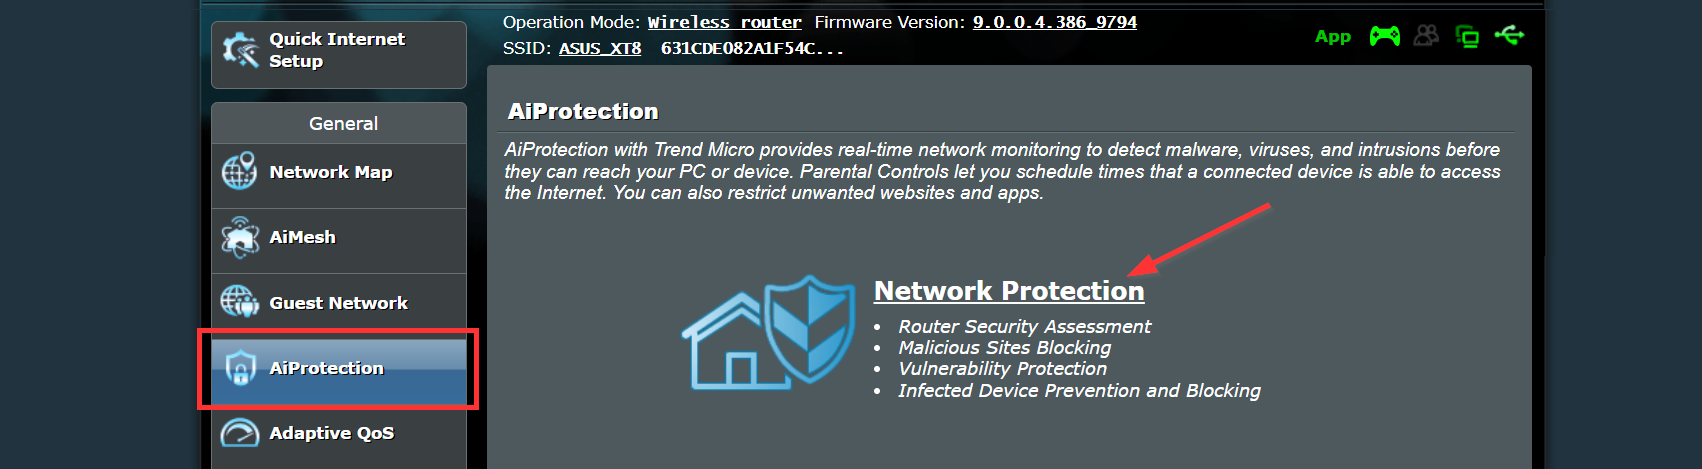 Quick Internet
Setup
General
Network Map
AiMesh
Guest Network
AiProtection
Adaptive QoS
Operation Mode: Wireless router Firmware Version: 9.0.0.4.386_9794
SSID: ASUS_XT8 631CDE082A1F54C...
App
AiProtection
AiProtection with Trend Micro provides real-time network monitoring to detect malware, viruses, and intrusions before
they can reach your PC or device. Parental Controls let you schedule times that a connected device is able to access
the Internet. You can also restrict unwanted websites and apps.
Network Protection
• Router Security Assessment
• Malicious Sites Blocking
• Vulnerability Protection
• Infected Device Prevention and Blocking